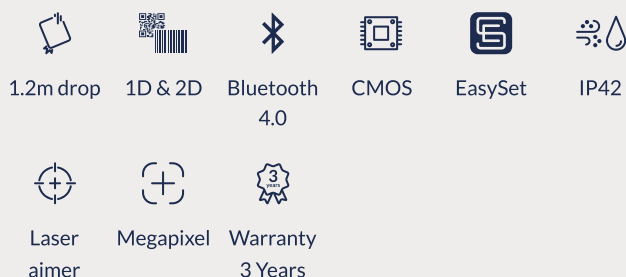 1.2m drop
1D & 2D
Bluetooth
4.0
CMOS
EasySet
IP42
Laser
aimer
Megapixel
3
years
Warranty
3 Years